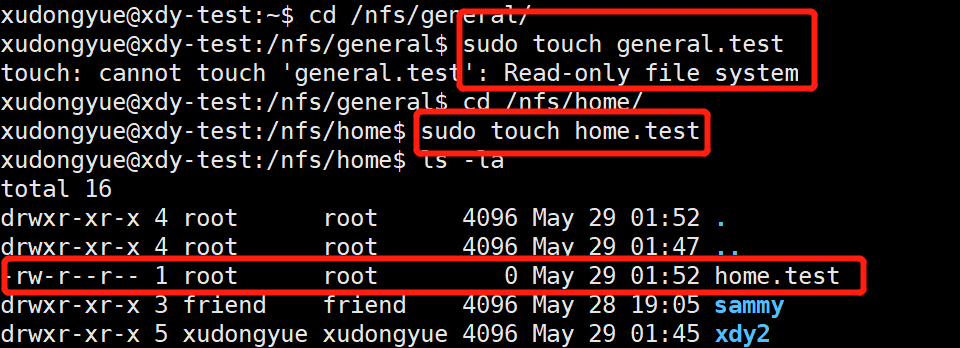 xudongyue@xdy-test:~$ cd /nfs/general/
xudongyue@xdy-test:/nfs/general$ sudo touch general.test
touch: cannot touch 'general.test': Read-only file system
xudongyue@xdy-test:/nfs/general$ cd /nfs/home/
xudongyue@xdy-test:/nfs/home$ sudo touch home.test
xudongyue@xdy-test:/nfs/home$ ls -la
total 16
drwxr-xr-x 4 root      root      4096 May 29 01:52 .
drwxr-xr-x 4 root      root      4096 May 29 01:47 ..
-rw-r--r-- 1 root      root         0 May 29 01:52 home.test
drwxr-xr-x 3 friend    friend    4096 May 28 19:05 sammy
drwxr-xr-x 5 xudongyue xudongyue 4096 May 29 01:45 xdy2